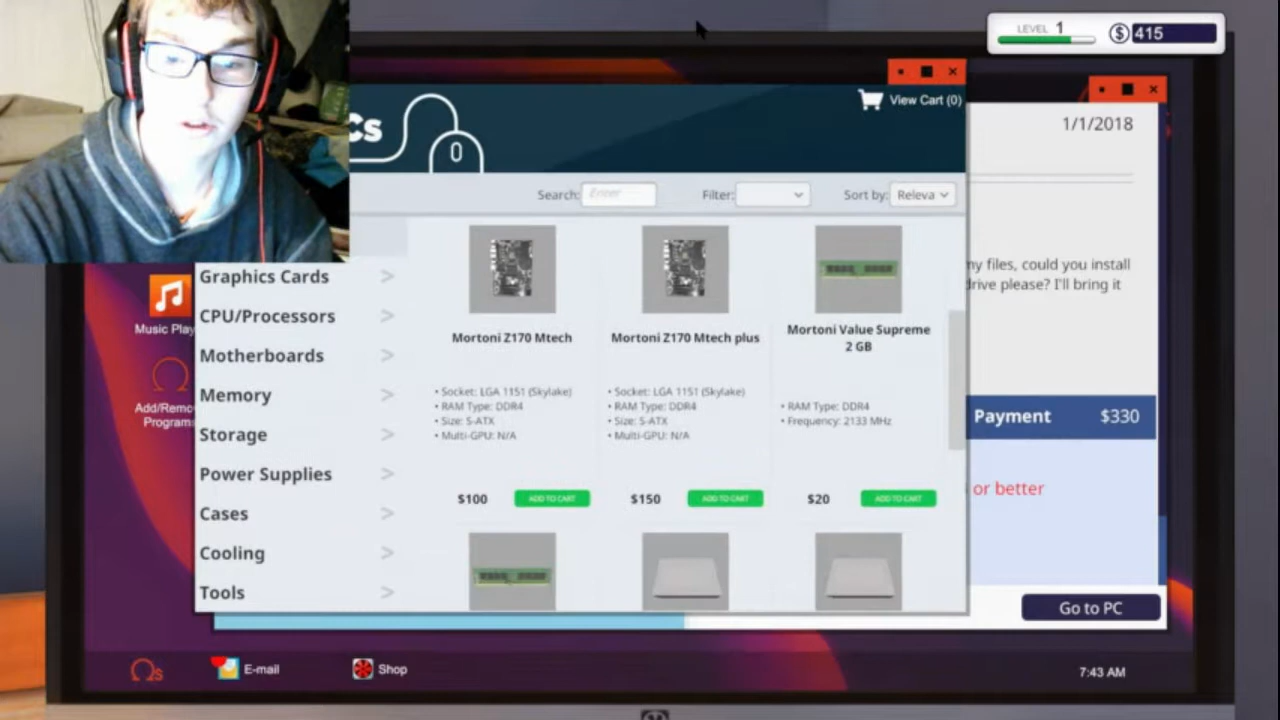 LEVEL 1
$ 415
cs
View Cart (0)
1/1/2018
Search: Enter
Filter:
Sort by: Releva
Graphics Cards >
CPU/Processors >
Motherboards >
Memory >
Storage >
Power Supplies >
Cases >
Cooling >
Tools >
Mortoni Z170 Mtech
• Socket: LGA 1151 (Skylake)
• RAM Type: DDR4
• Size: S-ATX
• Multi-GPU: N/A
$100 ADD TO CART
Mortoni Z170 Mtech plus
• Socket: LGA 1151 (Skylake)
• RAM Type: DDR4
• Size: S-ATX
• Multi-GPU: N/A
$150 ADD TO CART
Mortoni Value Supreme
2 GB
• RAM Type: DDR4
• Frequency: 2133 MHz
$20 ADD TO CART
my files, could you install
drive please? I'll bring it
Payment $330
or better
Go to PC
Music Play
Add/Remov
Programs
Ωs
E-mail
Shop
7:43 AM